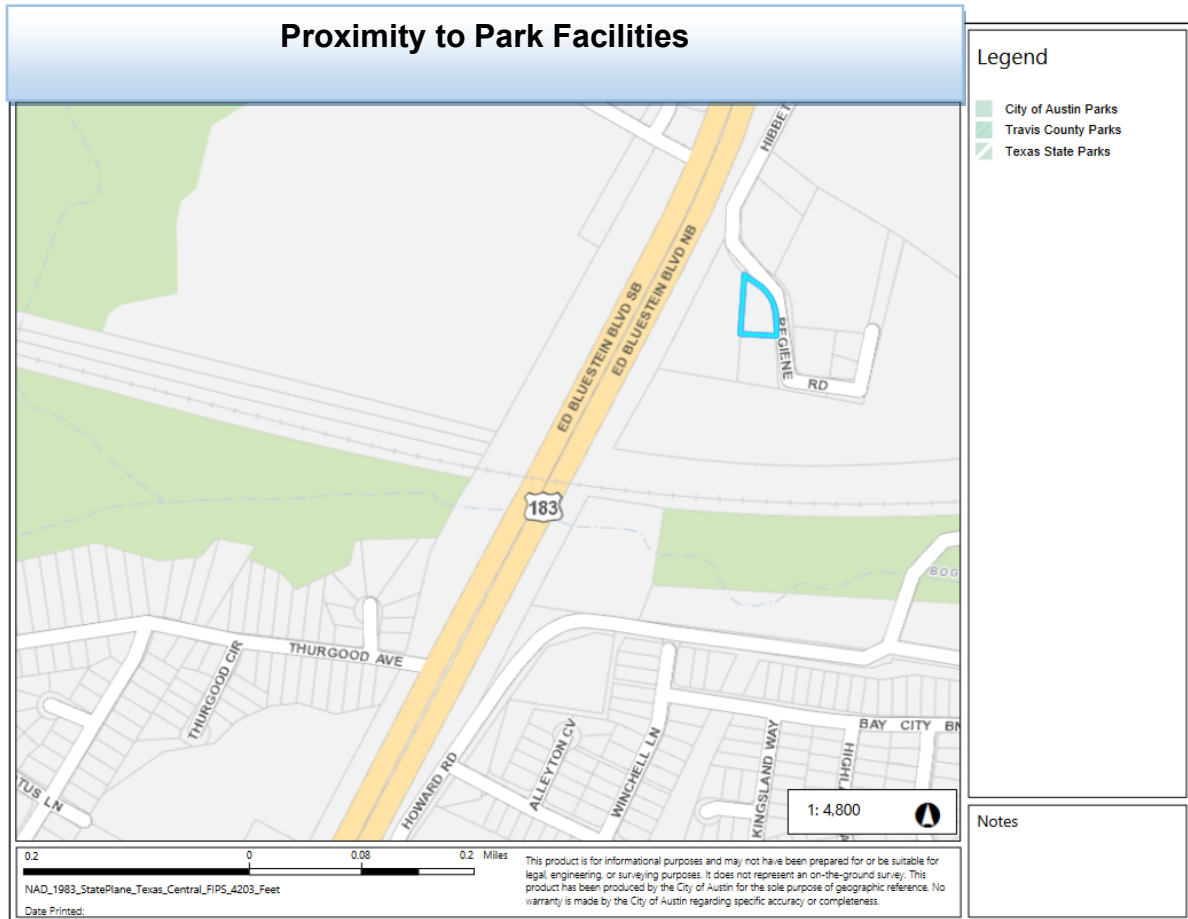 Proximity to Park Facilities
Legend
City of Austin Parks
Travis County Parks
Texas State Parks
HIBBET
ED BLUESTEIN BLVD SB
ED BLUESTEIN BLVD NB
REGIENE
RD
183
BOG
THURGOOD AVE
THURGOOD CIR
TUS LN
HOWARD RD
ALLEYTON CV
WINCHELL LN
KINGSLAND WAY
BAY CITY BN
HIGHL
1: 4,800
Notes
0.2 0 0.08 0.2 Miles
NAD_1983_StatePlane_Texas_Central_FIPS_4203_Feet
Date Printed:
This product is for informational purposes and may not have been prepared for or be suitable for
legal, engineering, or surveying purposes. It does not represent an on-the-ground survey. This
product has been produced by the City of Austin for the sole purpose of geographic reference. No
warranty is made by the City of Austin regarding specific accuracy or completeness.